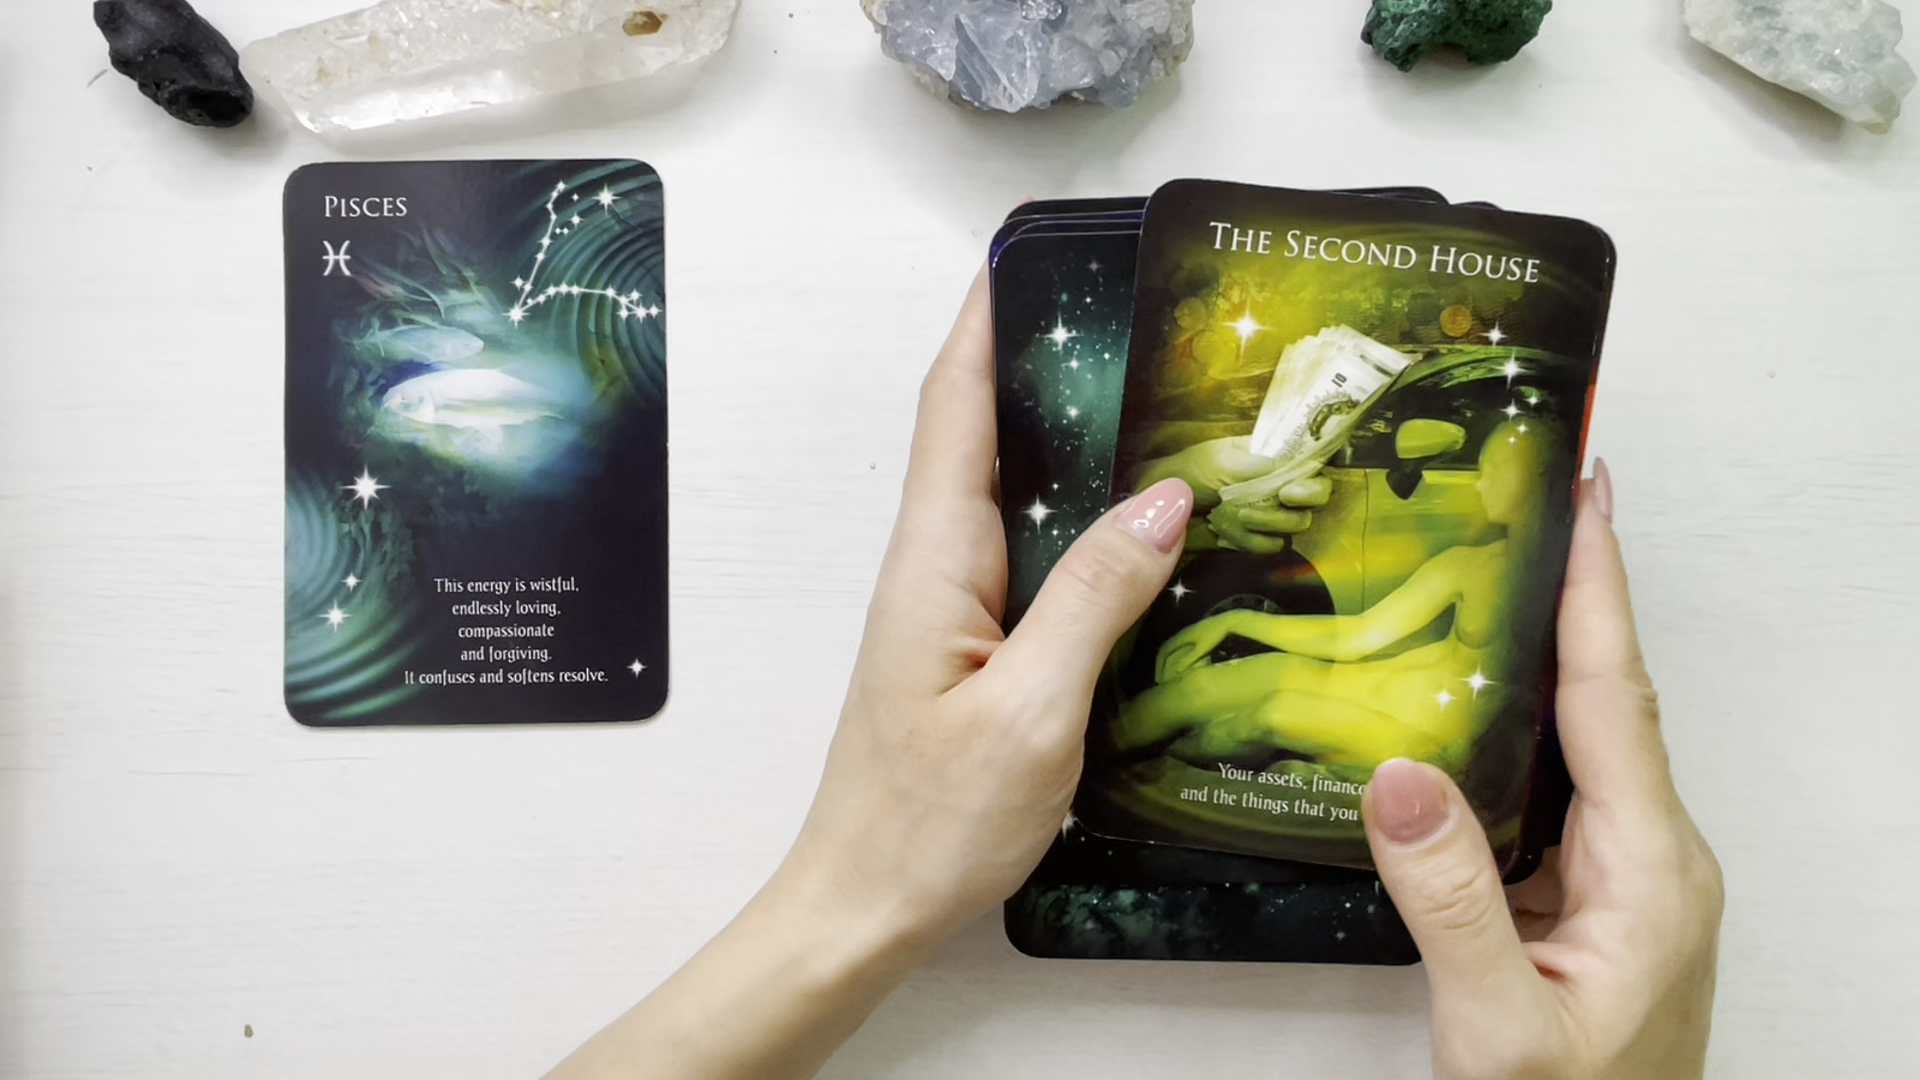 PISCES
♓
This energy is wistful,
endlessly loving,
compassionate
and forgiving.
It confuses and softens resolve.
THE SECOND HOUSE
10
Your assets,
and the things that you